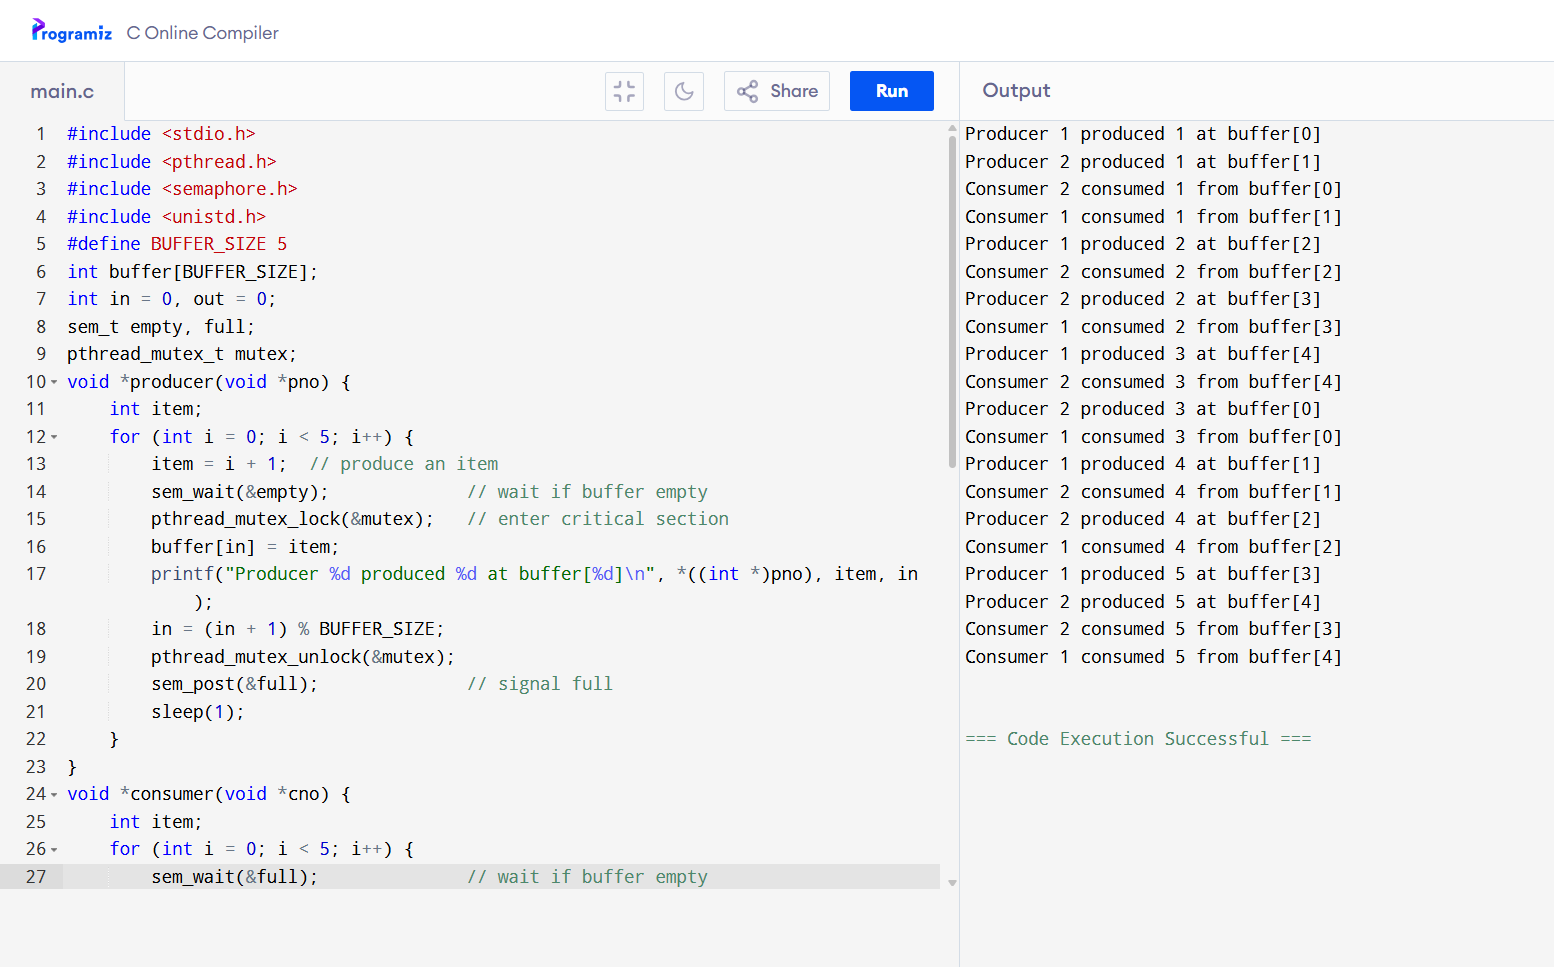 Programiz C Online Compiler
main.c
Share
Run
Output
1 #include <stdio.h>
2 #include <pthread.h>
3 #include <semaphore.h>
4 #include <unistd.h>
5 #define BUFFER_SIZE 5
6 int buffer[BUFFER_SIZE];
7 int in = 0, out = 0;
8 sem_t empty, full;
9 pthread_mutex_t mutex;
10 void *producer(void *pno) {
11     int item;
12     for (int i = 0; i < 5; i++) {
13         item = i + 1;  // produce an item
14         sem_wait(&empty);             // wait if buffer empty
15         pthread_mutex_lock(&mutex);   // enter critical section
16         buffer[in] = item;
17         printf("Producer %d produced %d at buffer[%d]\n", *((int *)pno), item, in
            );
18         in = (in + 1) % BUFFER_SIZE;
19         pthread_mutex_unlock(&mutex);
20         sem_post(&full);              // signal full
21         sleep(1);
22     }
23 }
24 void *consumer(void *cno) {
25     int item;
26     for (int i = 0; i < 5; i++) {
27         sem_wait(&full);              // wait if buffer empty
Producer 1 produced 1 at buffer[0]
Producer 2 produced 1 at buffer[1]
Consumer 2 consumed 1 from buffer[0]
Consumer 1 consumed 1 from buffer[1]
Producer 1 produced 2 at buffer[2]
Consumer 2 consumed 2 from buffer[2]
Producer 2 produced 2 at buffer[3]
Consumer 1 consumed 2 from buffer[3]
Producer 1 produced 3 at buffer[4]
Consumer 2 consumed 3 from buffer[4]
Producer 2 produced 3 at buffer[0]
Consumer 1 consumed 3 from buffer[0]
Producer 1 produced 4 at buffer[1]
Consumer 2 consumed 4 from buffer[1]
Producer 2 produced 4 at buffer[2]
Consumer 1 consumed 4 from buffer[2]
Producer 1 produced 5 at buffer[3]
Producer 2 produced 5 at buffer[4]
Consumer 2 consumed 5 from buffer[3]
Consumer 1 consumed 5 from buffer[4]
=== Code Execution Successful ===